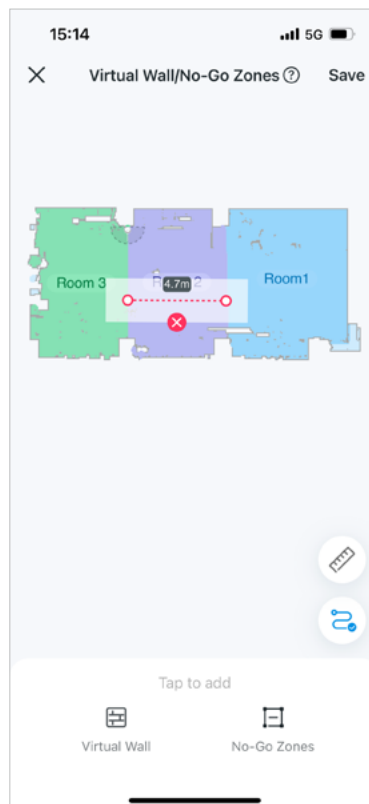 15:14
5G
Virtual Wall/No-Go Zones
Save
Room 3
4.7m
2
Room1
Tap to add
Virtual Wall
No-Go Zones